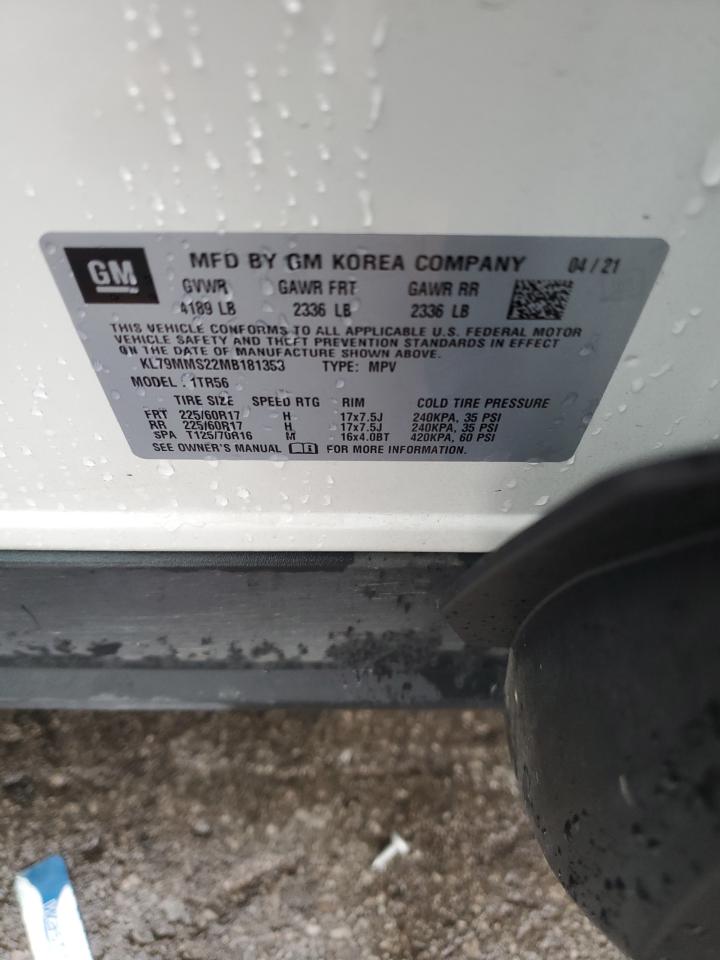 GM MFD BY GM KOREA COMPANY 04/21
GVWR GAWR FRT GAWR RR
4189 LB 2336 LB 2336 LB
THIS VEHICLE CONFORMS TO ALL APPLICABLE U.S. FEDERAL MOTOR
VEHICLE SAFETY AND THEFT PREVENTION STANDARDS IN EFFECT
ON THE DATE OF MANUFACTURE SHOWN ABOVE.
KL79MMS22MB181353 TYPE: MPV
MODEL : 1TR56
TIRE SIZE SPEED RTG RIM COLD TIRE PRESSURE
FRT 225/60R17 H 17x7.5J 240KPA, 35 PSI
RR 225/60R17 H 17x7.5J 240KPA, 35 PSI
SPA T125/70R16 M 16x4.0BT 420KPA, 60 PSI
SEE OWNER'S MANUAL FOR MORE INFORMATION.